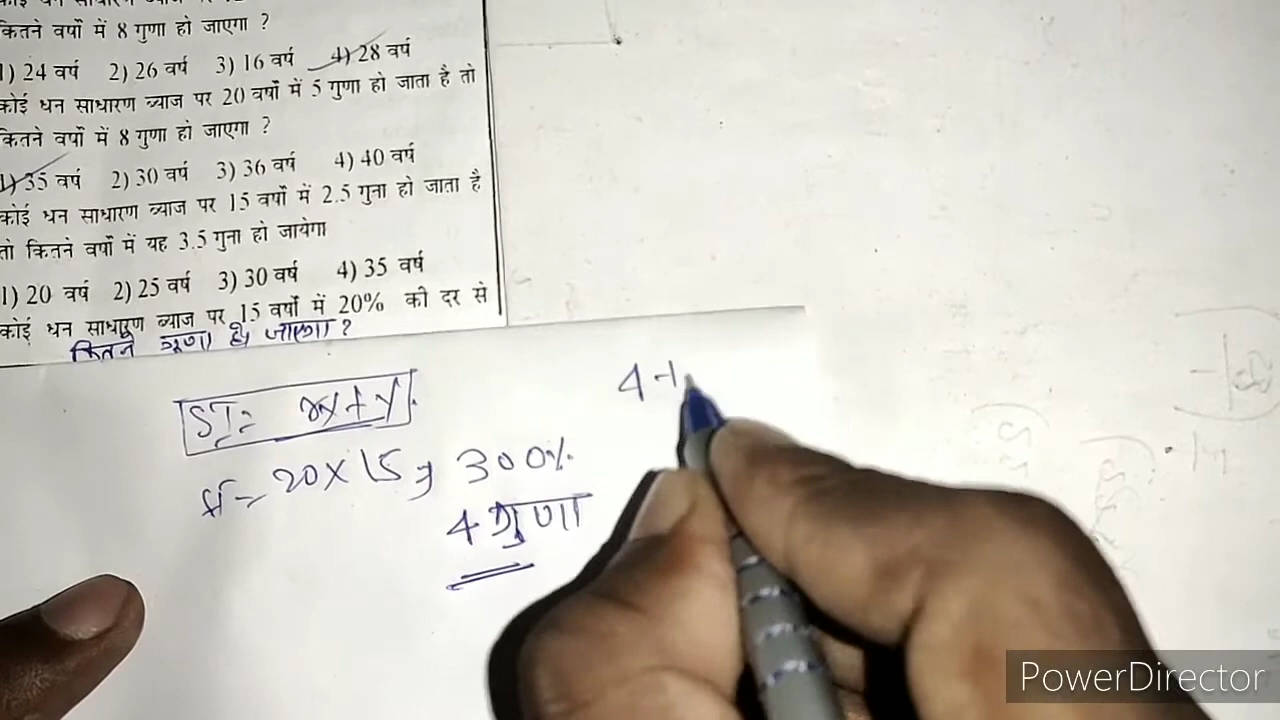 कितने वर्षों में 8 गुणा हो जाएगा ?
1) 24 वर्ष 2) 26 वर्ष 3) 16 वर्ष 4) 28 वर्ष
कोई धन साधारण ब्याज पर 20 वर्षों में 5 गुणा हो जाता है तो
कितने वर्षों में 8 गुणा हो जाएगा ?
1) 35 वर्ष 2) 30 वर्ष 3) 36 वर्ष 4) 40 वर्ष
कोई धन साधारण ब्याज पर 15 वर्षों में 2.5 गुना हो जाता है
तो कितने वर्षों में यह 3.5 गुना हो जायेगा
1) 20 वर्ष 2) 25 वर्ष 3) 30 वर्ष 4) 35 वर्ष
कोई धन साधारण ब्याज पर 15 वर्षों में 20% की दर से
कितने गुणा हो जाएगा ?
SI =
= 20 x 15 300%
4 गुणा
4 -1
PowerDirector